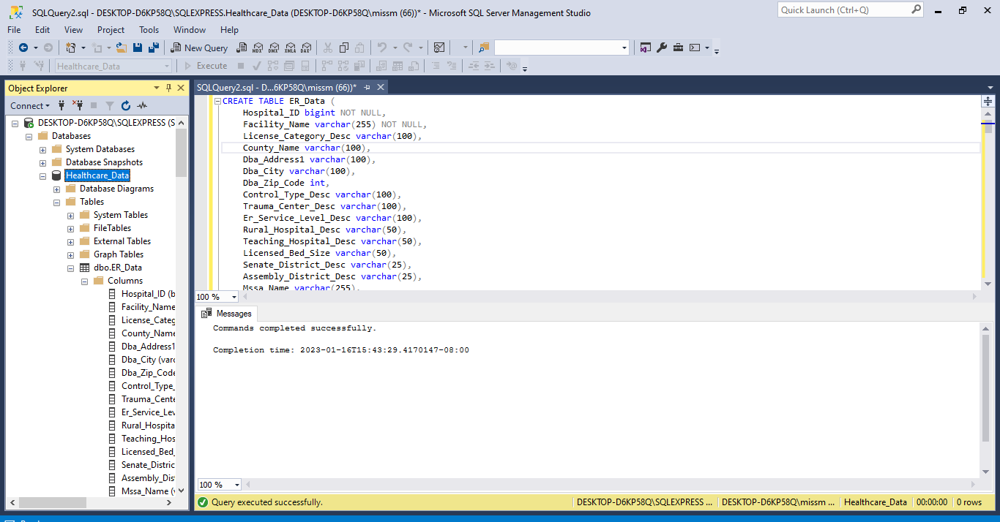 SQLQuery2.sql - DESKTOP-D6KP58Q\SQLEXPRESS.Healthcare_Data (DESKTOP-D6KP58Q\missm (66))* - Microsoft SQL Server Management Studio
Quick Launch (Ctrl+Q)
File Edit View Project Tools Window Help
New Query MDX DMX XMLA DAX
Healthcare_Data Execute
Object Explorer
Connect
DESKTOP-D6KP58Q\SQLEXPRESS (S
Databases
System Databases
Database Snapshots
Healthcare_Data
Database Diagrams
Tables
System Tables
FileTables
External Tables
Graph Tables
dbo.ER_Data
Columns
Hospital_ID (b
Facility_Name
License_Categ
County_Name
Dba_Address1
Dba_City (varc
Dba_Zip_Code
Control_Type_
Trauma_Cente
Er_Service_Lev
Rural_Hospita
Teaching_Hos
Licensed_Bed_
Senate_Distric
Assembly_Dist
Mssa_Name (v
SQLQuery2.sql - D...6KP58Q\missm (66))*
CREATE TABLE ER_Data (
Hospital_ID bigint NOT NULL,
Facility_Name varchar(255) NOT NULL,
License_Category_Desc varchar(100),
County_Name varchar(100),
Dba_Address1 varchar(100),
Dba_City varchar(100),
Dba_Zip_Code int,
Control_Type_Desc varchar(100),
Trauma_Center_Desc varchar(100),
Er_Service_Level_Desc varchar(100),
Rural_Hospital_Desc varchar(50),
Teaching_Hospital_Desc varchar(50),
Licensed_Bed_Size varchar(50),
Senate_District_Desc varchar(25),
Assembly_District_Desc varchar(25),
Mssa_Name varchar(255),
100 %
Messages
Commands completed successfully.
Completion time: 2023-01-16T15:43:29.4170147-08:00
100 %
Query executed successfully. DESKTOP-D6KP58Q\SQLEXPRESS ... DESKTOP-D6KP58Q\missm ... Healthcare_Data 00:00:00 0 rows